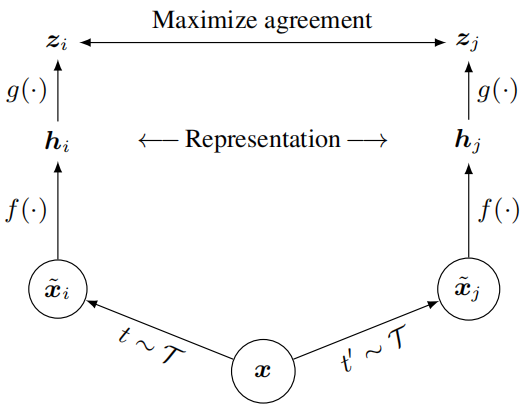 Maximize agreement
z_i z_j
g(·) g(·)
h_i ←— Representation —→ h_j
f(·) f(·)
x̃_i x̃_j
t ∼ 𝒯 t′ ∼ 𝒯
x